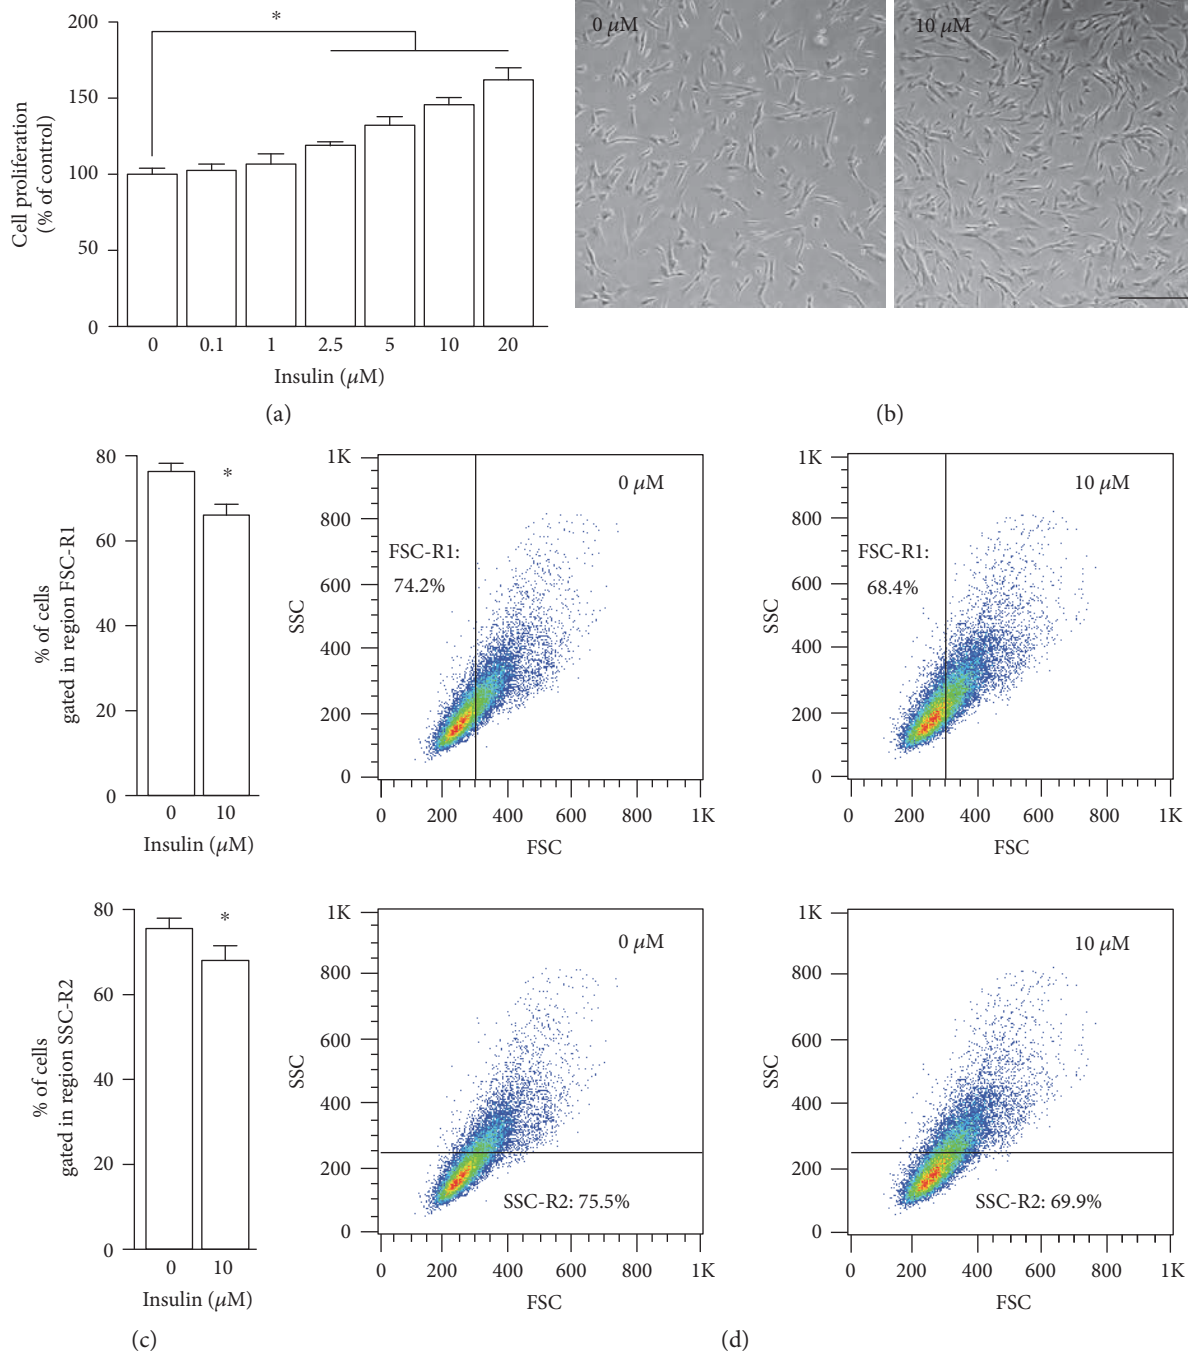 200
150
100
50
0
Cell proliferation
(% of control)
*
0 0.1 1 2.5 5 10 20
Insulin (μM)
(a)
0 μM
10 μM
(b)
80
60
40
20
0
% of cells
gated in region FSC-R1
*
0 10
Insulin (μM)
1K
800
600
400
200
0
SSC
0 μM
FSC-R1:
74.2%
0 200 400 600 800 1K
FSC
1K
800
600
400
200
0
SSC
10 μM
FSC-R1:
68.4%
0 200 400 600 800 1K
FSC
80
60
40
20
0
% of cells
gated in region SSC-R2
*
0 10
Insulin (μM)
(c)
1K
800
600
400
200
0
SSC
0 μM
SSC-R2: 75.5%
0 200 400 600 800 1K
FSC
1K
800
600
400
200
0
SSC
10 μM
SSC-R2: 69.9%
0 200 400 600 800 1K
FSC
(d)